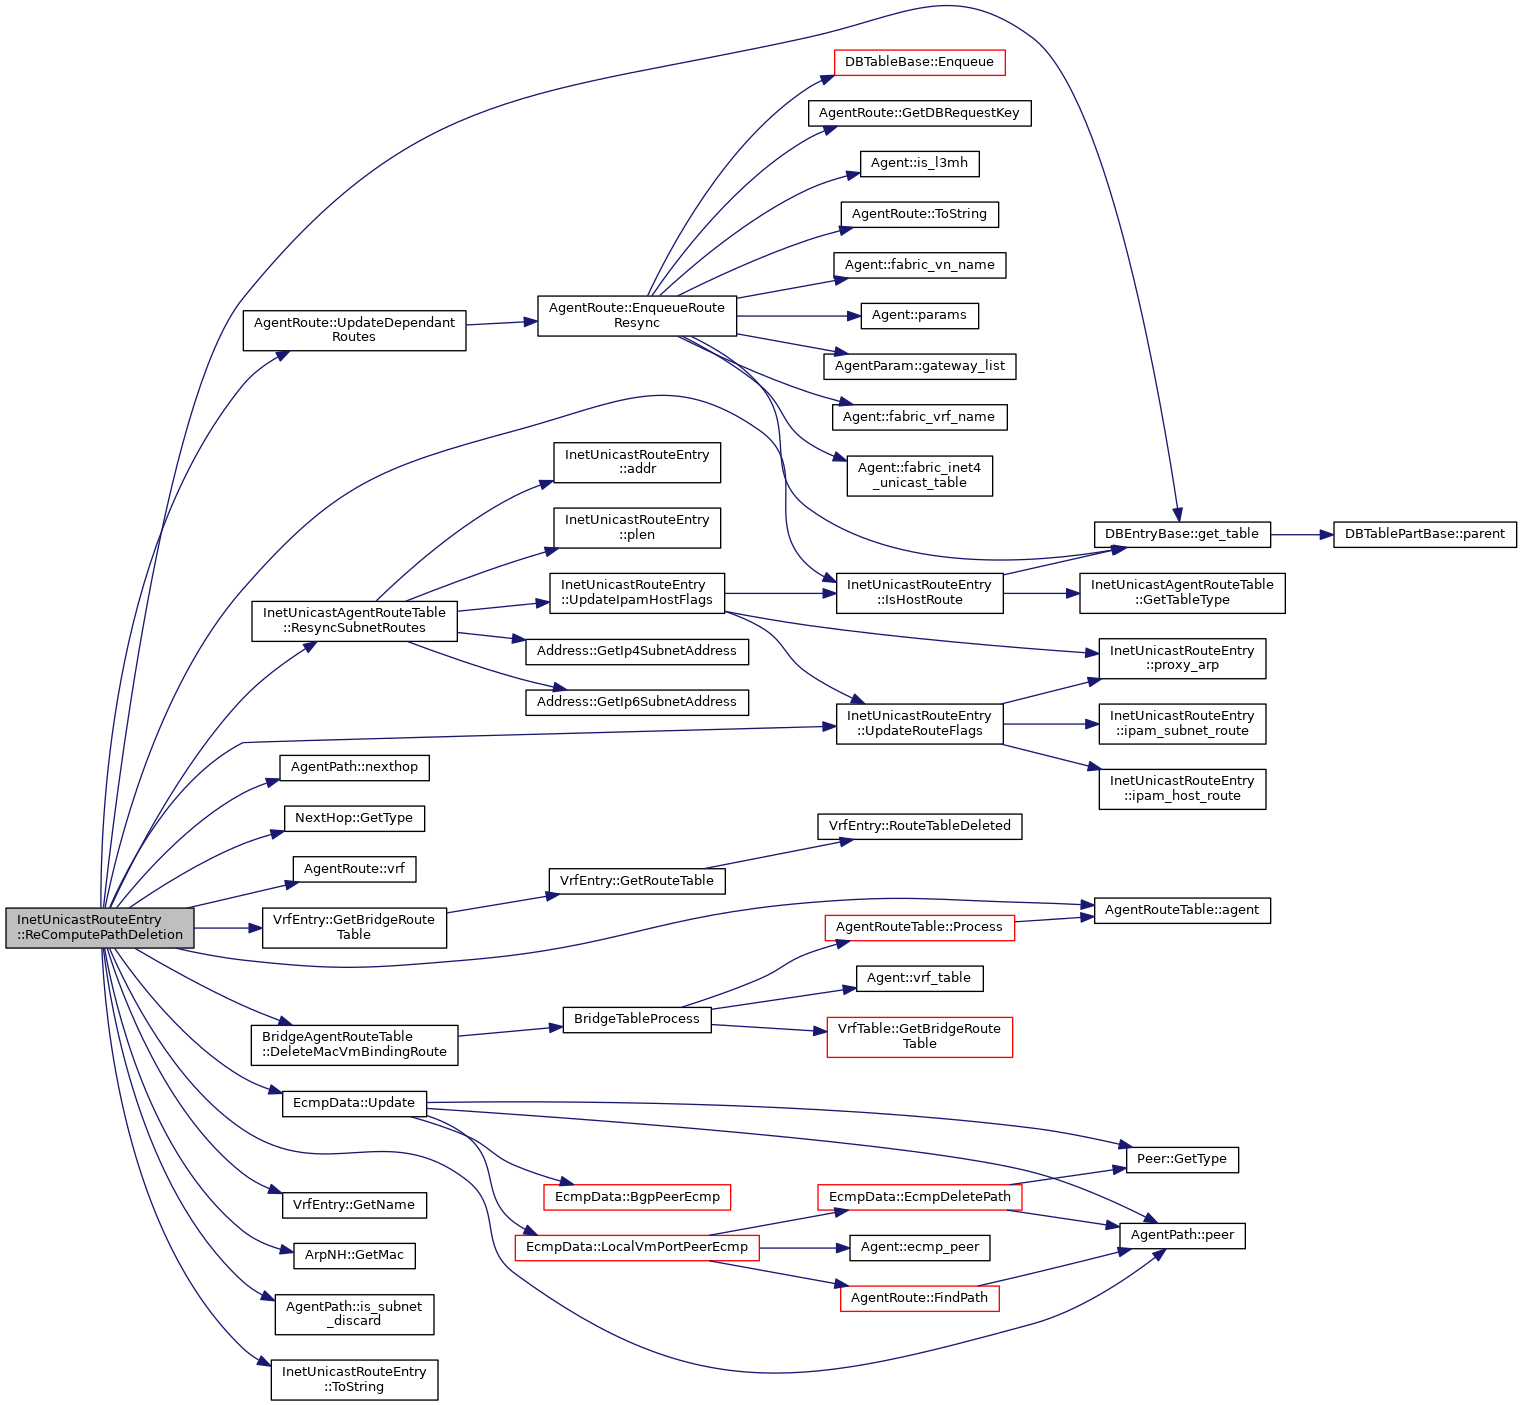 DBTableBase::Enqueue
AgentRoute::GetDBRequestKey
Agent::is_l3mh
AgentRoute::ToString
Agent::fabric_vn_name
AgentRoute::UpdateDependant
Routes
AgentRoute::EnqueueRoute
Resync
Agent::params
AgentParam::gateway_list
Agent::fabric_vrf_name
InetUnicastRouteEntry
::addr
Agent::fabric_inet4
_unicast_table
InetUnicastRouteEntry
::plen
DBEntryBase::get_table
DBTablePartBase::parent
InetUnicastAgentRouteTable
::ResyncSubnetRoutes
InetUnicastRouteEntry
::UpdateIpamHostFlags
InetUnicastRouteEntry
::IsHostRoute
InetUnicastAgentRouteTable
::GetTableType
Address::GetIp4SubnetAddress
InetUnicastRouteEntry
::proxy_arp
Address::GetIp6SubnetAddress
InetUnicastRouteEntry
::UpdateRouteFlags
InetUnicastRouteEntry
::ipam_subnet_route
AgentPath::nexthop
InetUnicastRouteEntry
::ipam_host_route
NextHop::GetType
VrfEntry::RouteTableDeleted
AgentRoute::vrf
VrfEntry::GetRouteTable
InetUnicastRouteEntry
::ReComputePathDeletion
VrfEntry::GetBridgeRoute
Table
AgentRouteTable::agent
AgentRouteTable::Process
Agent::vrf_table
BridgeAgentRouteTable
::DeleteMacVmBindingRoute
BridgeTableProcess
VrfTable::GetBridgeRoute
Table
EcmpData::Update
Peer::GetType
VrfEntry::GetName
EcmpData::BgpPeerEcmp
EcmpData::EcmpDeletePath
AgentPath::peer
ArpNH::GetMac
EcmpData::LocalVmPortPeerEcmp
Agent::ecmp_peer
AgentPath::is_subnet
_discard
AgentRoute::FindPath
InetUnicastRouteEntry
::ToString